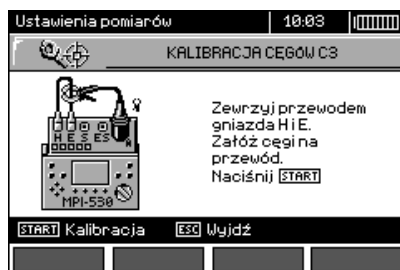 Ustawienia pomiarów 10:03
KALIBRACJA CĘGÓW C3
Zewrzyj przewodem
gniazda H i E.
Załóż cęgi na
przewód.
Naciśnij START
H E S ES
MPI-530
START Kalibracja ESC Wyjdź